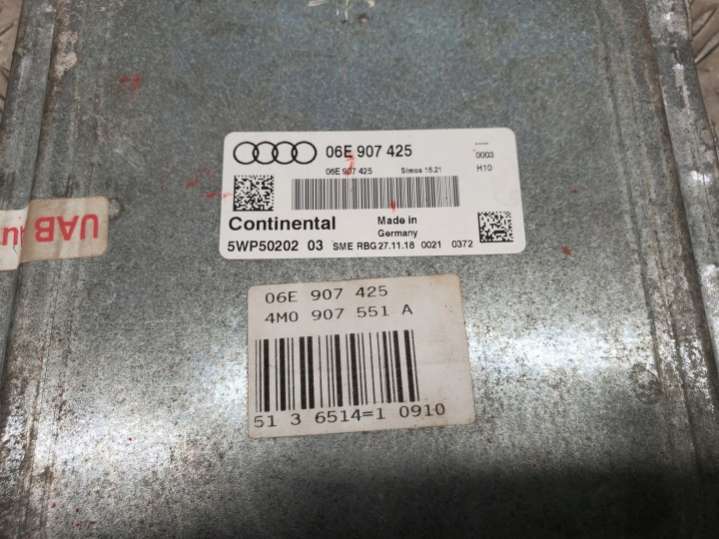 06E 907 425
0003
06E 907 425 Simos 15.21
H10
Continental Made in
Germany
5WP50202 03 SME RBG 27.11.18 0021 0372
UAB
06E 907 425
4M0 907 551 A
51 3 6514=1 0910